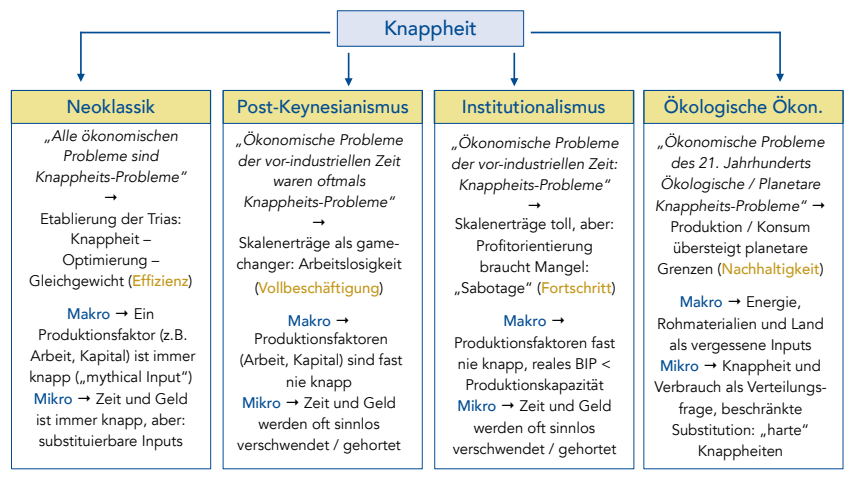 Knappheit
Neoklassik
„Alle ökonomischen
Probleme sind
Knappheits-Probleme“
→
Etablierung der Trias:
Knappheit –
Optimierung –
Gleichgewicht (Effizienz)
Makro → Ein
Produktionsfaktor (z.B.
Arbeit, Kapital) ist immer
knapp („mythical Input“)
Mikro → Zeit und Geld
ist immer knapp, aber:
substituierbare Inputs
Post-Keynesianismus
„Ökonomische Probleme
der vor-industriellen Zeit
waren oftmals
Knappheits-Probleme“
→
Skalenerträge als game-
changer: Arbeitslosigkeit
(Vollbeschäftigung)
Makro →
Produktionsfaktoren
(Arbeit, Kapital) sind fast
nie knapp
Mikro → Zeit und Geld
werden oft sinnlos
verschwendet / gehortet
Institutionalismus
„Ökonomische Probleme
der vor-industriellen Zeit:
Knappheits-Probleme“
→
Skalenerträge toll, aber:
Profitorientierung
braucht Mangel:
„Sabotage“ (Fortschritt)
Makro →
Produktionsfaktoren fast
nie knapp, reales BIP <
Produktionskapazität
Mikro → Zeit und Geld
werden oft sinnlos
verschwendet / gehortet
Ökologische Ökon.
„Ökonomische Probleme
des 21. Jahrhunderts
Ökologische / Planetare
Knappheits-Probleme“ →
Produktion / Konsum
übersteigt planetare
Grenzen (Nachhaltigkeit)
Makro → Energie,
Rohmaterialien und Land
als vergessene Inputs
Mikro → Knappheit und
Verbrauch als Verteilungs-
frage, beschränkte
Substitution: „harte“
Knappheiten